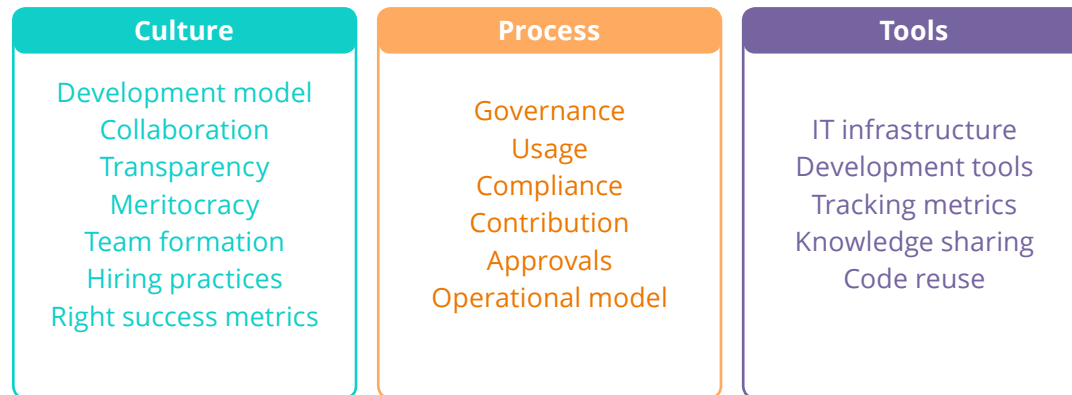 Culture
Development model
Collaboration
Transparency
Meritocracy
Team formation
Hiring practices
Right success metrics
Process
Governance
Usage
Compliance
Contribution
Approvals
Operational model
Tools
IT infrastructure
Development tools
Tracking metrics
Knowledge sharing
Code reuse